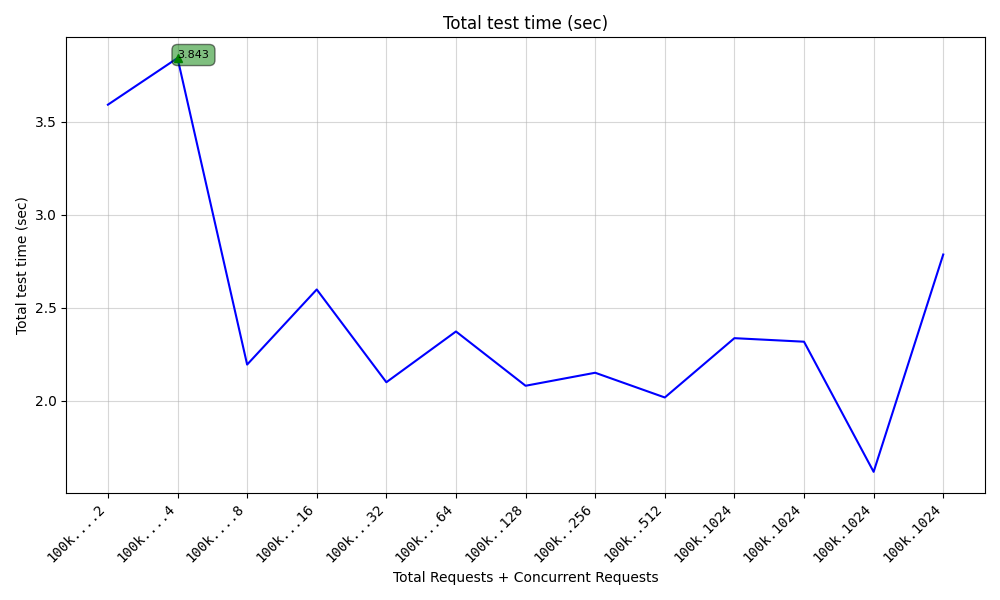 Total test time (sec)
3.843
3.5
3.0
2.5
2.0
Total test time (sec)
100k....2
100k....4
100k....8
100k...16
100k...32
100k...64
100k..128
100k..256
100k..512
100k.1024
100k.1024
100k.1024
100k.1024
Total Requests + Concurrent Requests